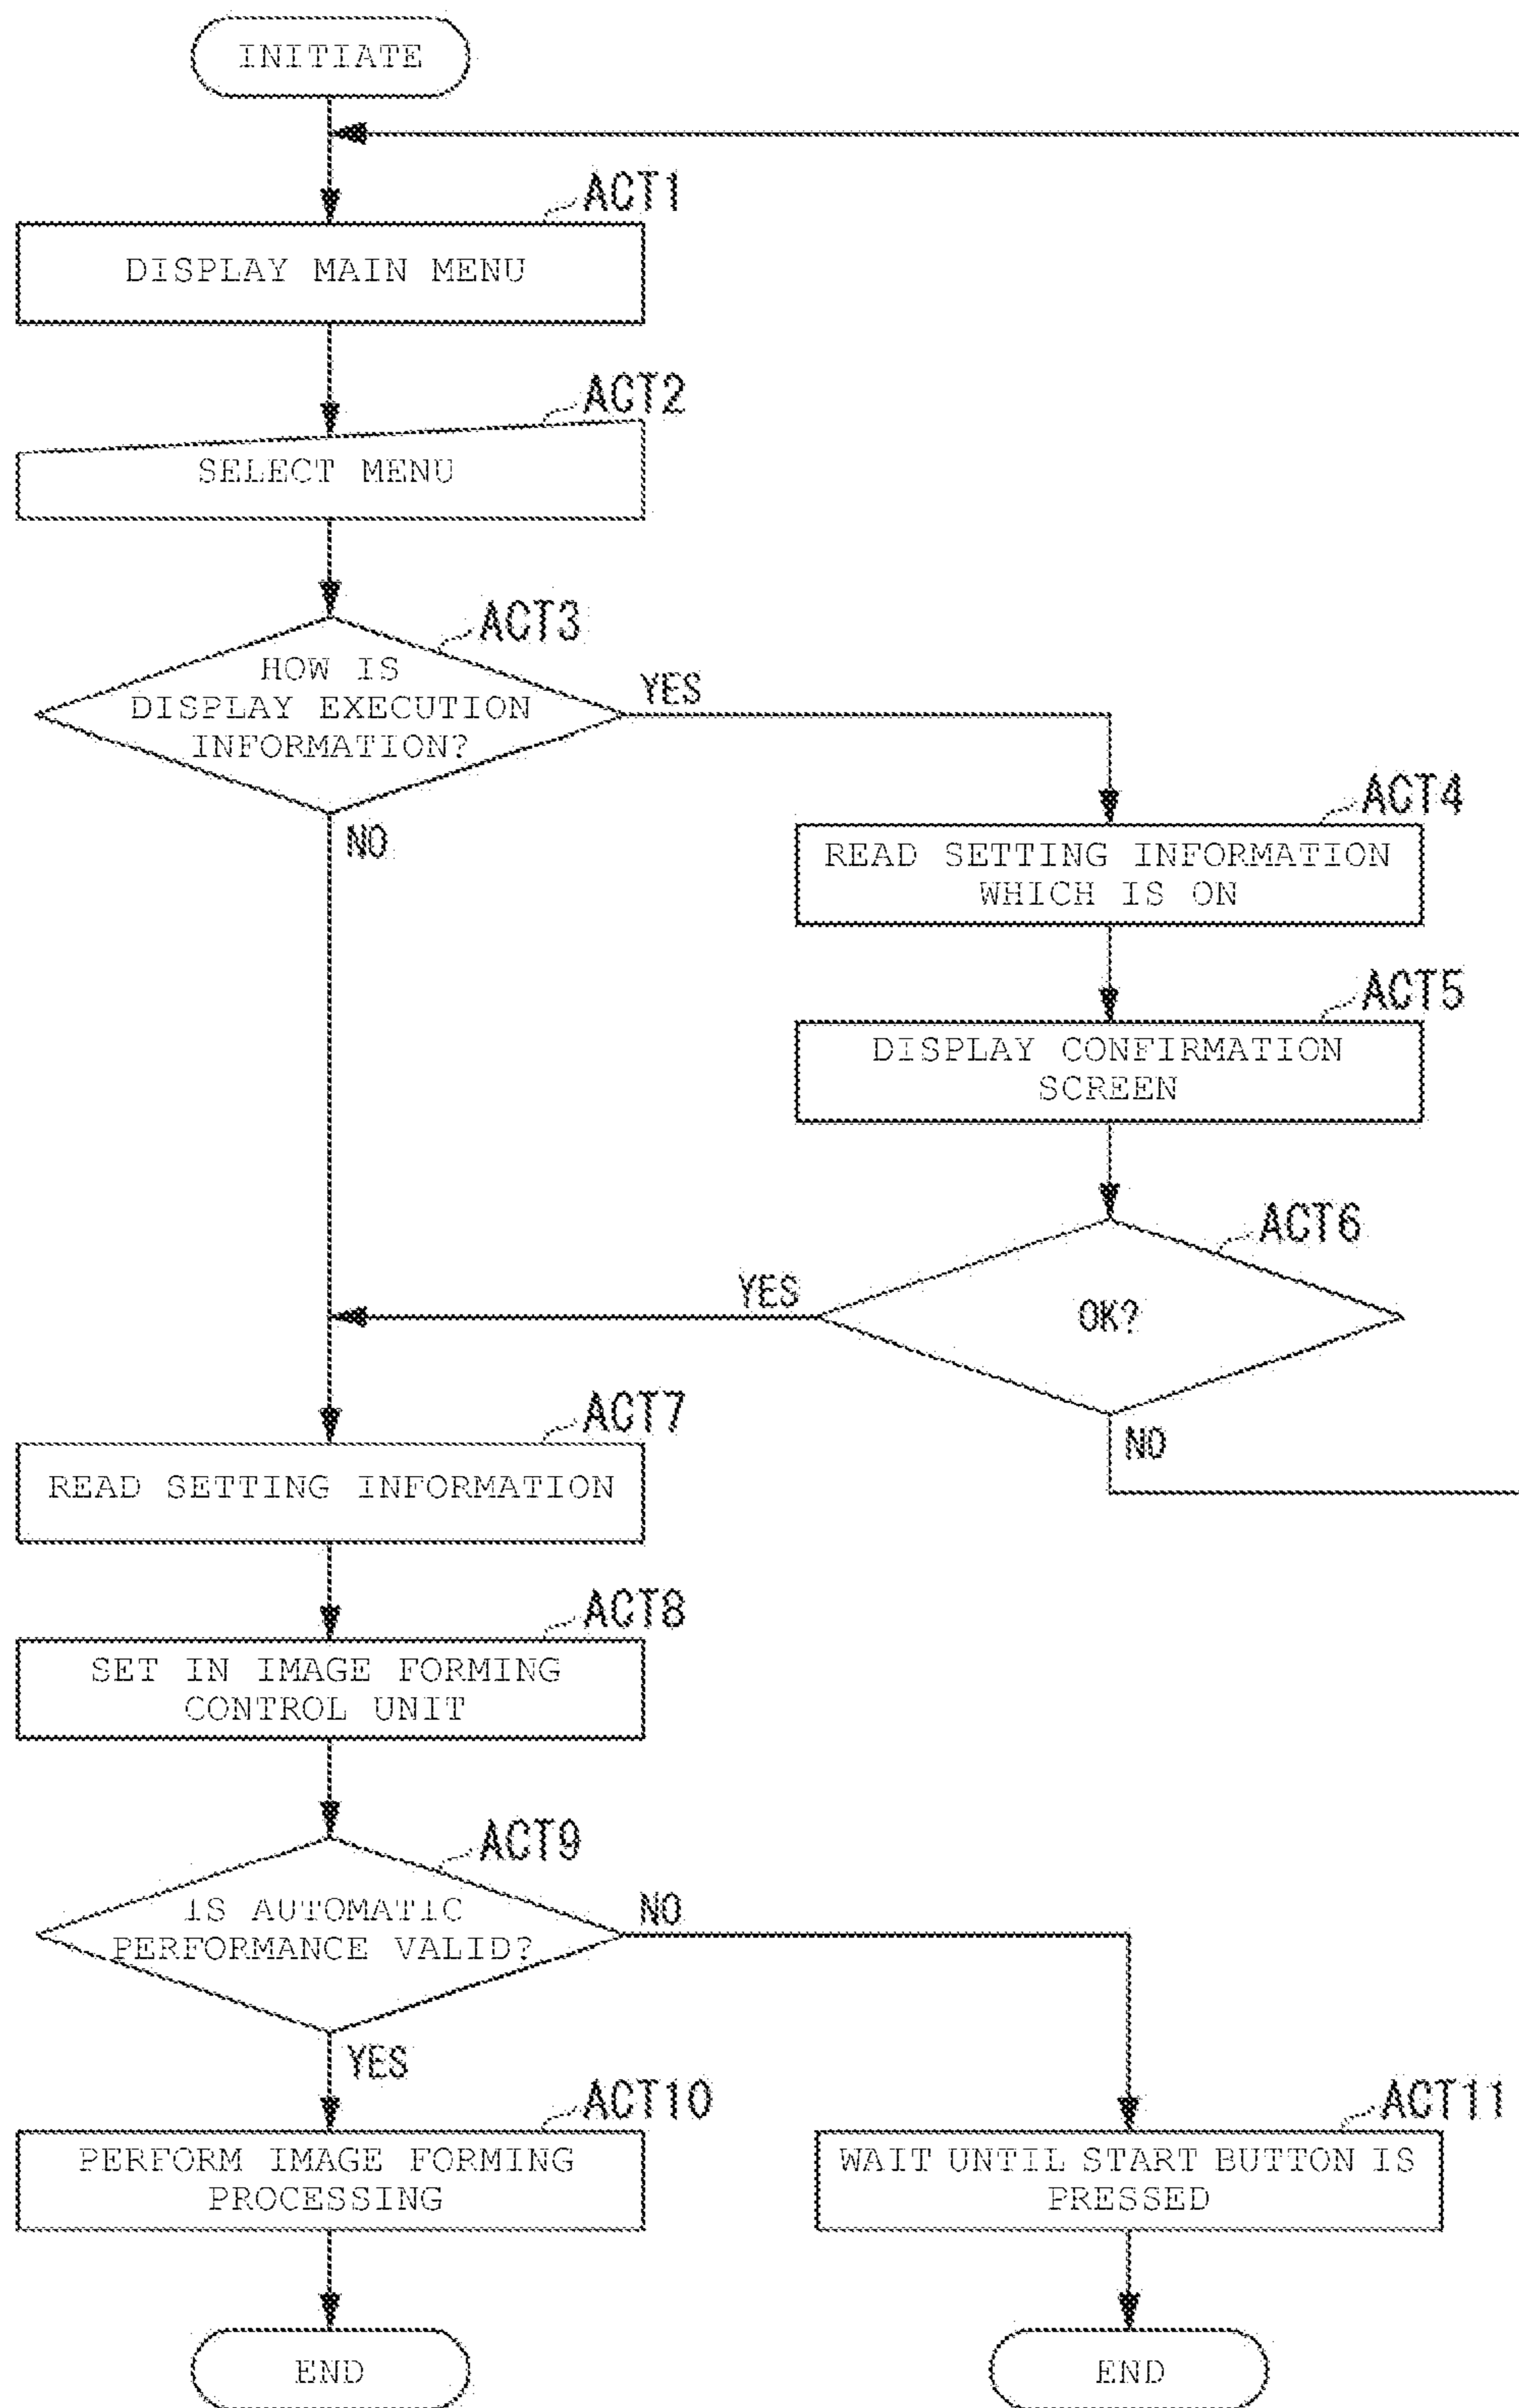 INITIATE
ACT1
DISPLAY MAIN MENU
ACT2
SELECT MENU
ACT3
HOW IS
DISPLAY EXECUTION
INFORMATION?
YES
NO
ACT4
READ SETTING INFORMATION
WHICH IS ON
ACT5
DISPLAY CONFIRMATION
SCREEN
ACT6
OK?
YES
NO
ACT7
READ SETTING INFORMATION
ACT8
SET IN IMAGE FORMING
CONTROL UNIT
ACT9
IS AUTOMATIC
PERFORMANCE VALID?
NO
YES
ACT10
PERFORM IMAGE FORMING
PROCESSING
ACT11
WAIT UNTIL START BUTTON IS
PRESSED
END
END